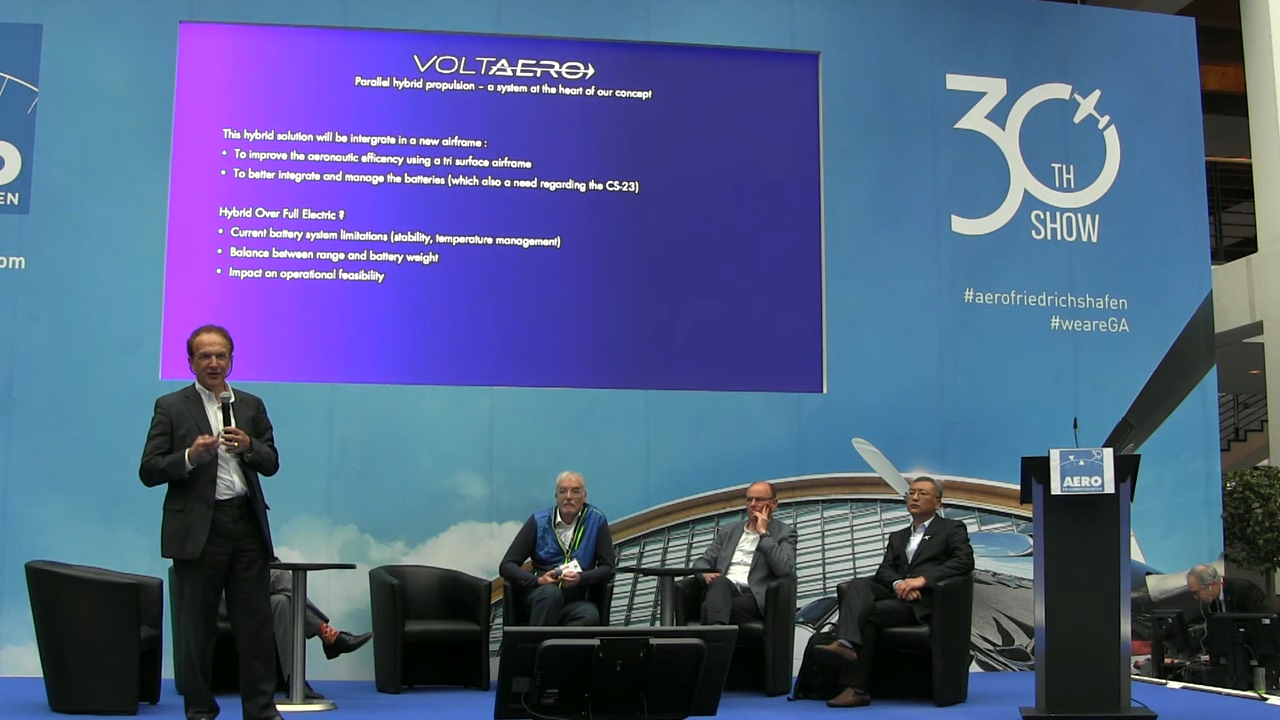 VOLTAERO
Parallel hybrid propulsion – a system at the heart of our concept
This hybrid solution will be intergrate in a new airframe :
• To improve the aeronautic efficency using a tri surface airframe
• To better integrate and manage the batteries (which also a need regarding the CS-23)
Hybrid Over Full Electric ?
• Current battery system limitations (stability, temperature management)
• Balance between range and battery weight
• Impact on operational feasibility
30
TH
SHOW
#aerofriedrichshafen
#weareGA
EN
om
30
AERO